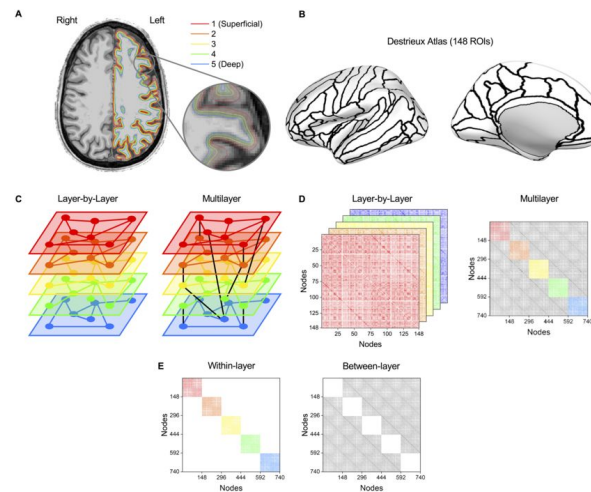 A
Right
Left
1 (Superficial)
2
3
4
5 (Deep)
B
Destrieux Atlas (148 ROIs)
C
Layer-by-Layer
Multilayer
D
Layer-by-Layer
25
50
75
100
125
148
1
25
50
75
100
125
148
Nodes
Nodes
Multilayer
148
296
444
592
740
148
296
444
592
740
Nodes
Nodes
E
Within-layer
148
296
444
592
740
148
296
444
592
740
Nodes
Nodes
Between-layer
148
296
444
592
740
148
296
444
592
740
Nodes
Nodes